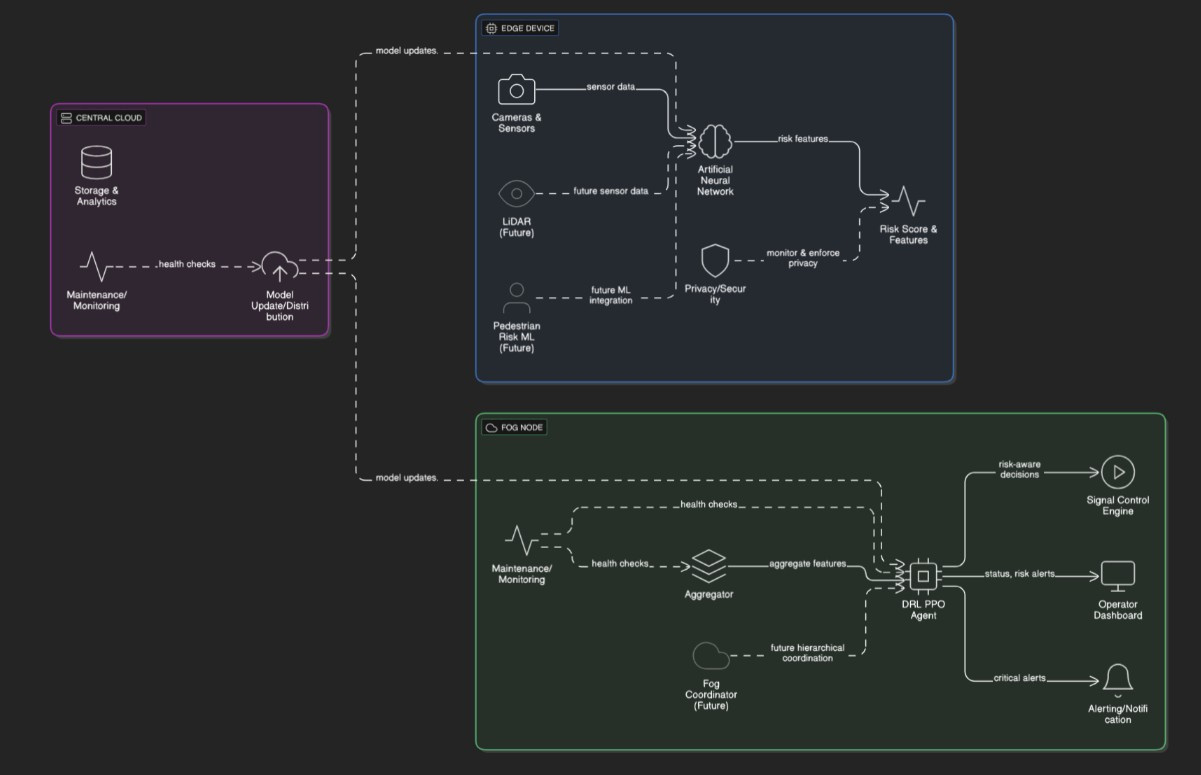 EDGE DEVICE
model updates.
sensor data
Cameras &
Sensors
CENTRAL CLOUD
risk features
Artificial
Neural
Network
Storage &
Analytics
future sensor data
LiDAR
(Future)
Risk Score &
Features
monitor & enforce
privacy
health checks
Maintenance/
Monitoring
Model
Update/Distri
bution
Privacy/Secur
ity
future ML
integration
Pedestrian
Risk ML
(Future)
FOG NODE
model updates.
risk-aware
decisions
Signal Control
Engine
health checks
Maintenance/
Monitoring
health checks
Aggregator
aggregate features
DRL PPO
Agent
status, risk alerts
Operator
Dashboard
future hierarchical
coordination
Fog
Coordinator
(Future)
critical alerts
Alerting/Notifi
cation